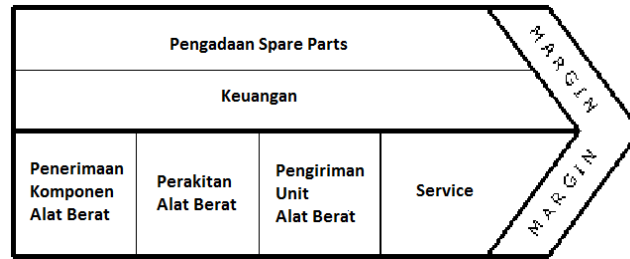 Pengadaan Spare Parts
Keuangan
MARGIN
Penerimaan
Komponen
Alat Berat
Perakitan
Alat Berat
Pengiriman
Unit
Alat Berat
Service
MARGIN